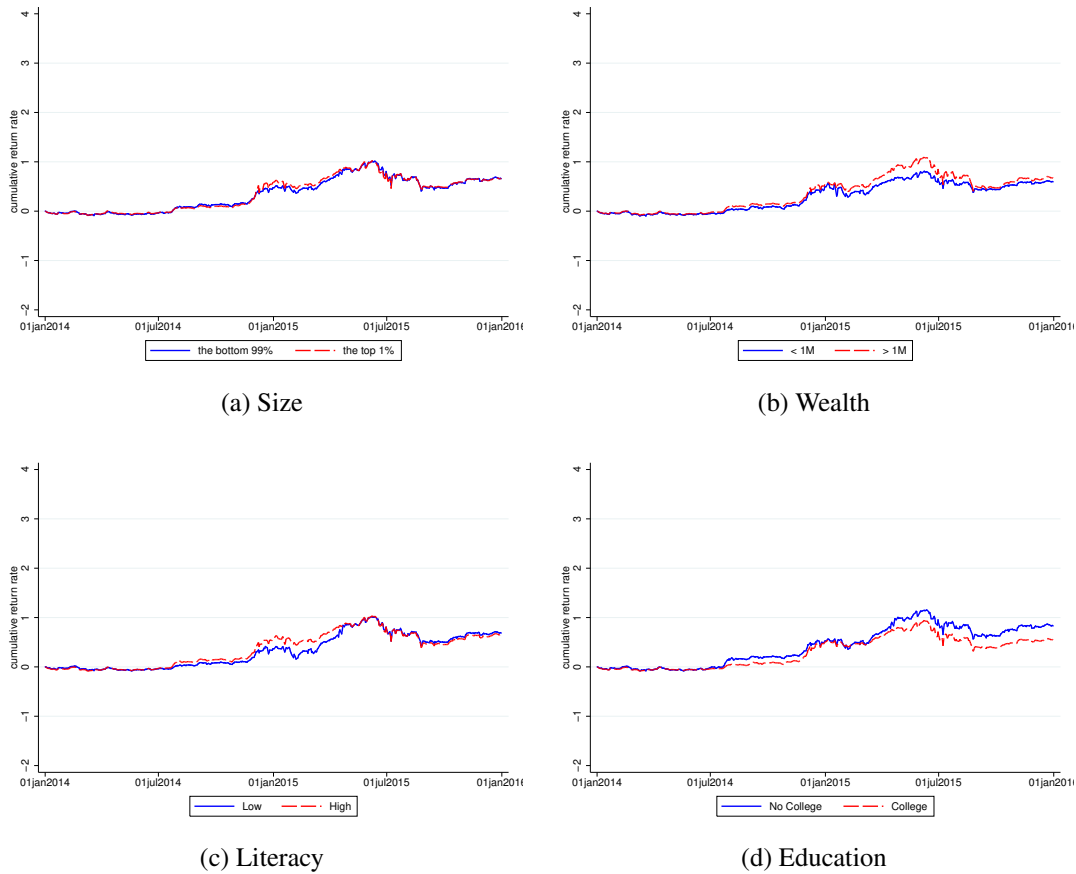 cumulative return rate
4
3
2
1
0
−1
−2
01jan2014 01jul2014 01jan2015 01jul2015 01jan2016
the bottom 99% the top 1%
(a) Size
cumulative return rate
4
3
2
1
0
−1
−2
01jan2014 01jul2014 01jan2015 01jul2015 01jan2016
< 1M > 1M
(b) Wealth
cumulative return rate
4
3
2
1
0
−1
−2
01jan2014 01jul2014 01jan2015 01jul2015 01jan2016
Low High
(c) Literacy
cumulative return rate
4
3
2
1
0
−1
−2
01jan2014 01jul2014 01jan2015 01jul2015 01jan2016
No College College
(d) Education